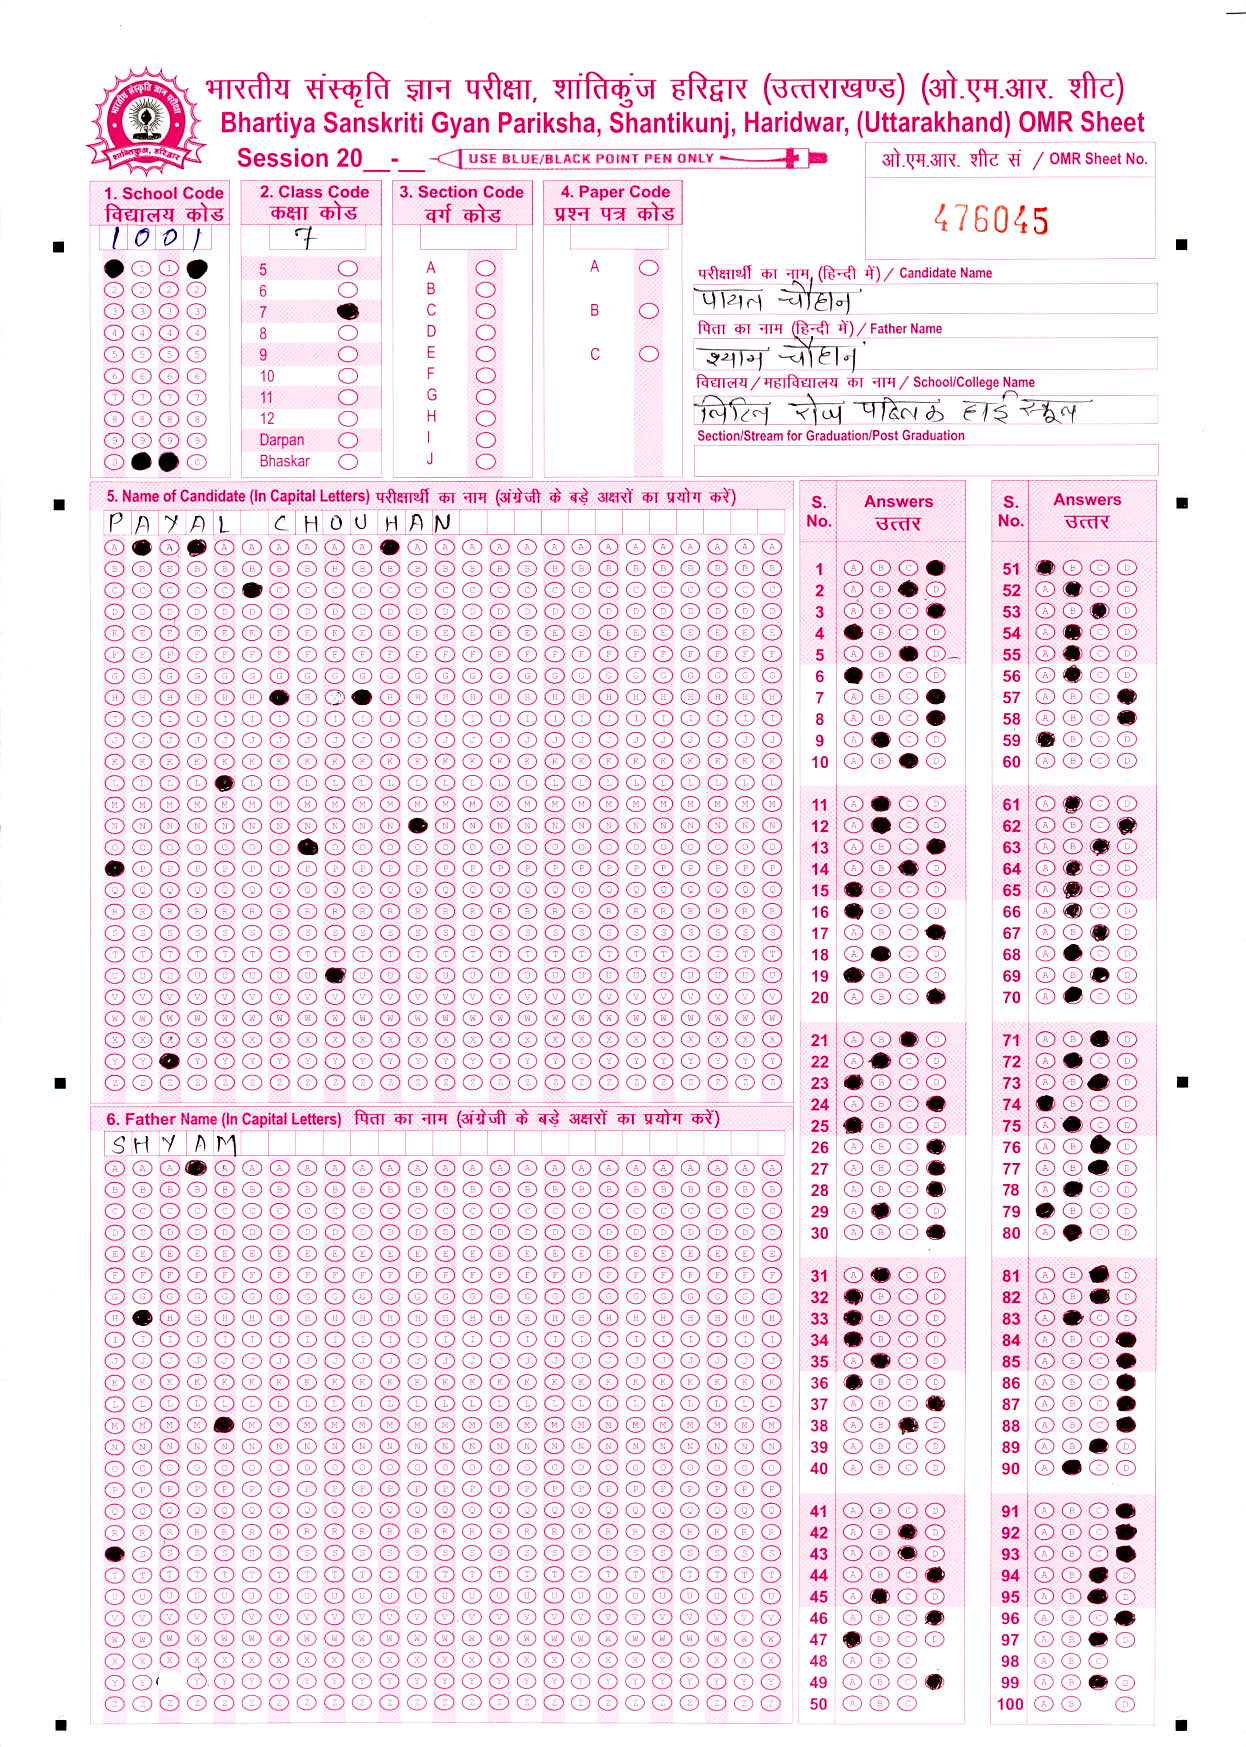 भारतीय संस्कृति ज्ञान परीक्षा, शांतिकुंज हरिद्वार (उत्तराखण्ड) (ओ.एम.आर. शीट)
Bhartiya Sanskriti Gyan Pariksha, Shantikunj, Haridwar, (Uttarakhand) OMR Sheet
Session 20__-__ USE BLUE/BLACK POINT PEN ONLY
ओ.एम.आर. शीट सं / OMR Sheet No.
476045
1. School Code
विद्यालय कोड
1001
2. Class Code
कक्षा कोड
7
5
6
7
8
9
10
11
12
Darpan
Bhaskar
3. Section Code
वर्ग कोड
A
B
C
D
E
F
G
H
I
J
4. Paper Code
प्रश्न पत्र कोड
A
B
C
परीक्षार्थी का नाम (हिन्दी में) / Candidate Name
पायल चौहान
पिता का नाम (हिन्दी में) / Father Name
श्याम चौहान
विद्यालय / महाविद्यालय का नाम / School/College Name
लिटिल रोज पब्लिक हाई स्कूल
Section/Stream for Graduation/Post Graduation
5. Name of Candidate (In Capital Letters) परीक्षार्थी का नाम (अंग्रेजी के बड़े अक्षरों का प्रयोग करें)
PAYAL CHOUHAN
6. Father Name (In Capital Letters) पिता का नाम (अंग्रेजी के बड़े अक्षरों का प्रयोग करें)
SHYAM
S. No. Answers
उत्तर
1
2
3
4
5
6
7
8
9
10
11
12
13
14
15
16
17
18
19
20
21
22
23
24
25
26
27
28
29
30
31
32
33
34
35
36
37
38
39
40
41
42
43
44
45
46
47
48
49
50
S. No. Answers
उत्तर
51
52
53
54
55
56
57
58
59
60
61
62
63
64
65
66
67
68
69
70
71
72
73
74
75
76
77
78
79
80
81
82
83
84
85
86
87
88
89
90
91
92
93
94
95
96
97
98
99
100